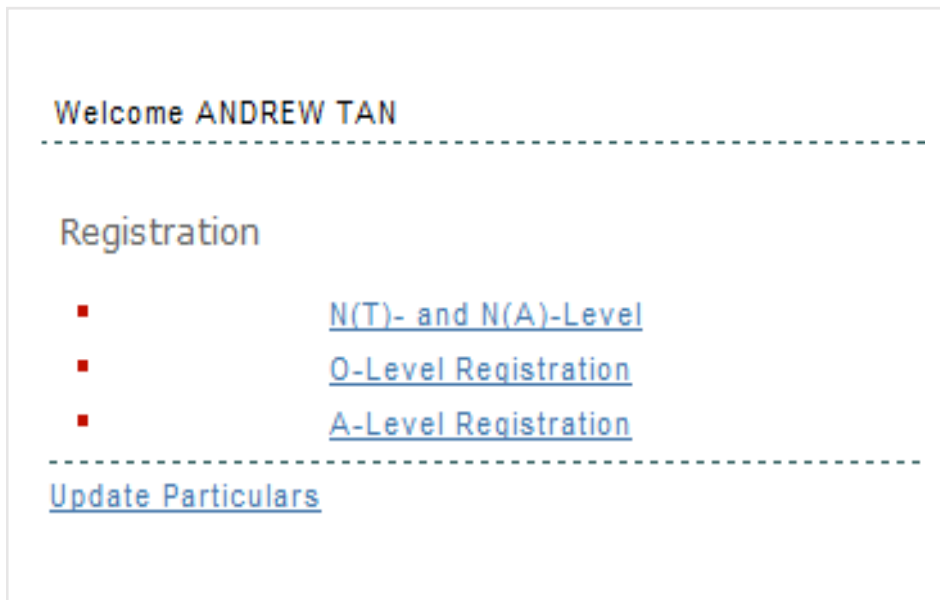 Welcome ANDREW TAN
Registration
N(T)- and N(A)-Level
O-Level Registration
A-Level Registration
Update Particulars